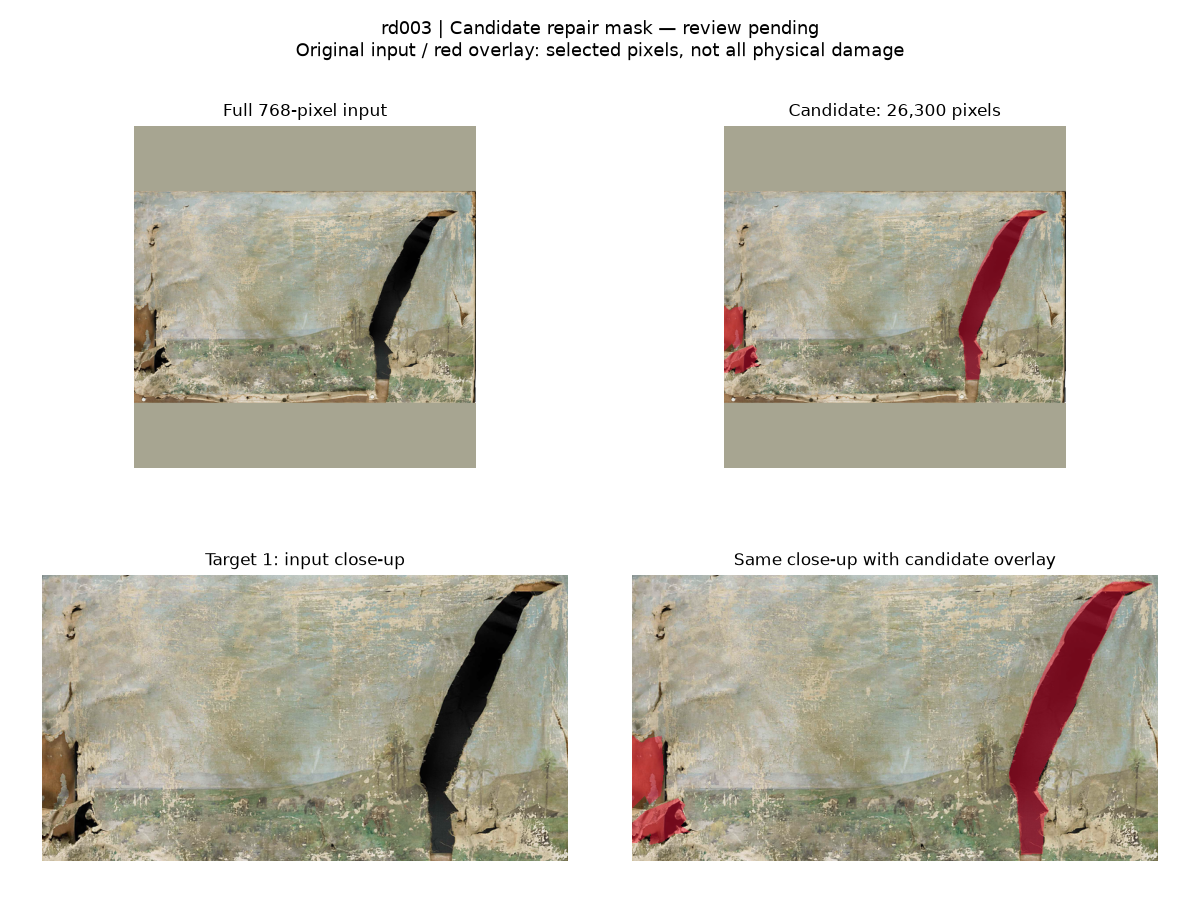 rd003 | Candidate repair mask — review pending
Original input / red overlay: selected pixels, not all physical damage
Full 768-pixel input
Candidate: 26,300 pixels
Target 1: input close-up
Same close-up with candidate overlay